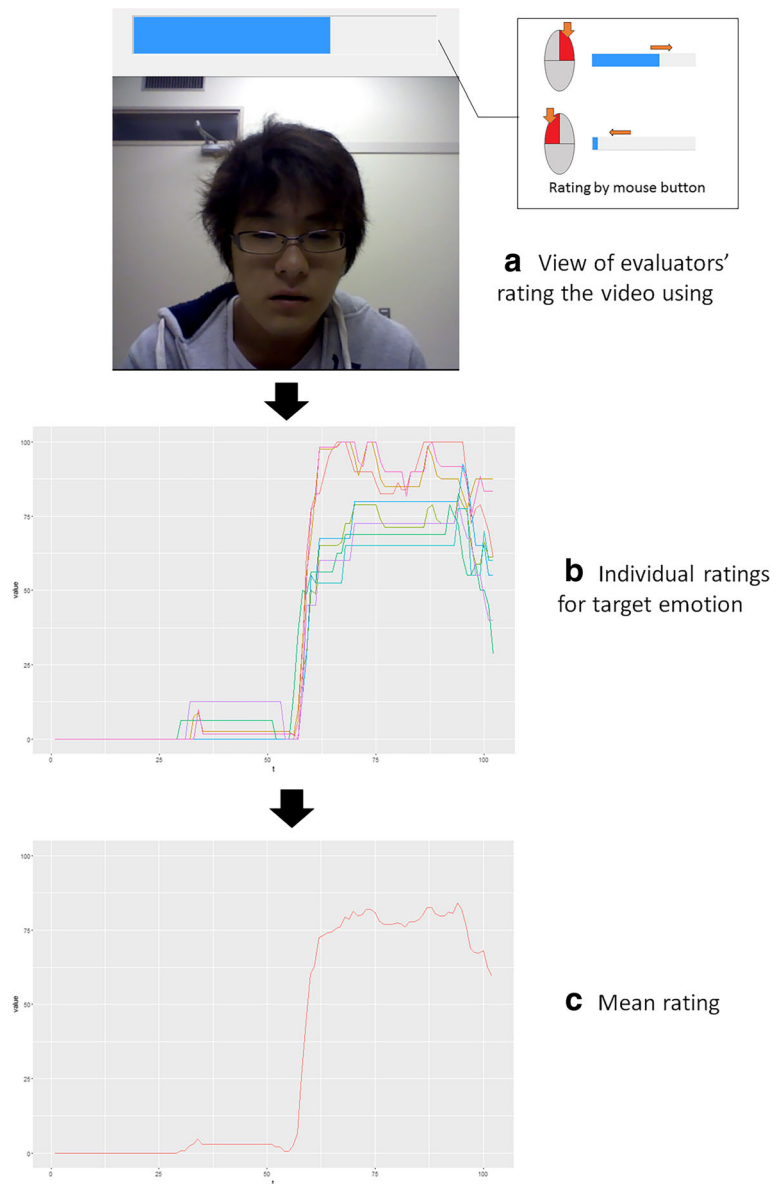 Rating by mouse button
a View of evaluators’
rating the video using
100
75
50
25
0
value
0
25
50
75
100
t
b Individual ratings
for target emotion
100
75
50
25
0
value
0
25
50
75
100
t
c Mean rating